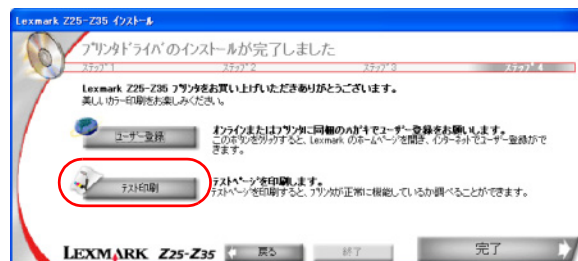 Lexmark Z25-Z35 インストール
プリンタドライバのインストールが完了しました
ステップ 1 ステップ 2 ステップ 3 ステップ 4
Lexmark Z25-Z35 プリンタをお買い上げいただきありがとうございます。
美しいカラー印刷をお楽しみください。
ユーザー登録
オンラインまたはプリンタに同梱のハガキでユーザー登録をお願いします。
このボタンをクリックすると、Lexmark のホームページを開き、インターネットでユーザー登録がで
きます。
テスト印刷
テストページを印刷します。
テストページを印刷すると、プリンタが正常に機能しているか調べることができます。
LEXMARK Z25-Z35 戻る 終了 完了